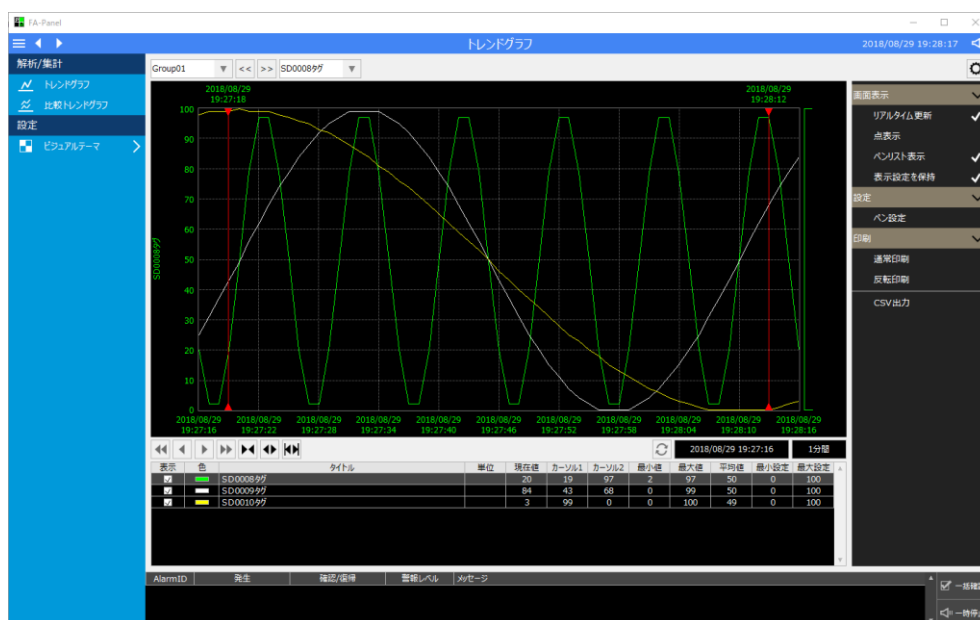 FA-Panel
トレンドグラフ
2018/08/29 19:28:17
解析/集計
トレンドグラフ
比較トレンドグラフ
設定
ビジュアルテーマ
Group01 << >> SD0008タグ
2018/08/29
19:27:18
2018/08/29
19:28:12
100
90
80
70
60
50
40
30
20
10
0
SD0008タグ
2018/08/29 2018/08/29 2018/08/29 2018/08/29 2018/08/29 2018/08/29 2018/08/29 2018/08/29 2018/08/29 2018/08/29 2018/08/29
19:27:16 19:27:22 19:27:28 19:27:34 19:27:40 19:27:46 19:27:52 19:27:58 19:28:04 19:28:10 19:28:16
2018/08/29 19:27:16 1分間
表示 色 タイトル 単位 現在値 カーソル1 カーソル2 最小値 最大値 平均値 最小設定 最大設定
SD0008タグ 20 19 97 2 97 50 0 100
SD0009タグ 84 43 68 0 99 50 0 100
SD0010タグ 3 99 0 0 100 49 0 100
画面表示
リアルタイム更新
点表示
ペンリスト表示
表示設定を保持
設定
ペン設定
印刷
通常印刷
反転印刷
CSV出力
AlarmID 発生 確認/復帰 警報レベル メッセージ
一括確認
一時停